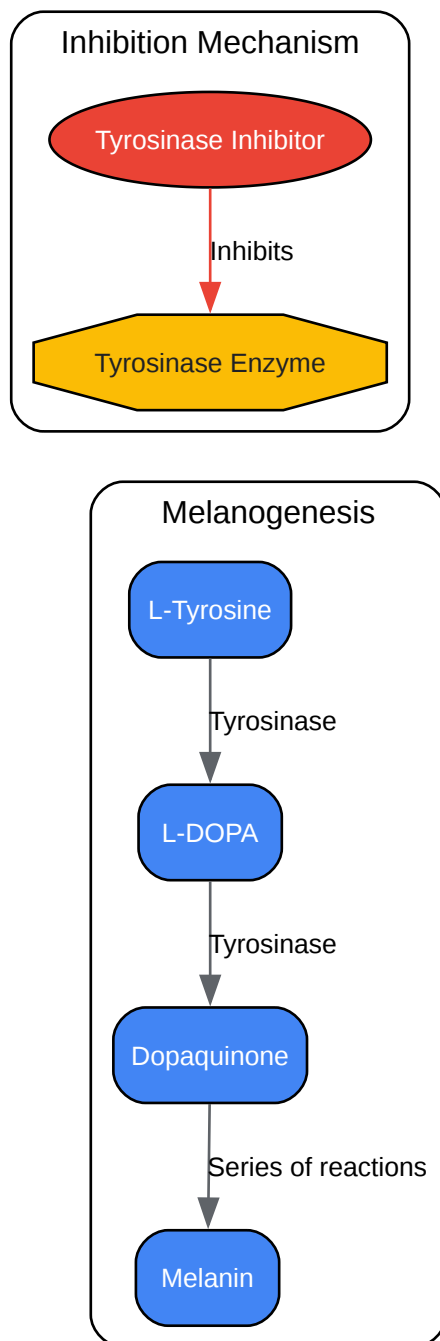 Inhibition Mechanism
Tyrosinase Inhibitor
Inhibits
Tyrosinase Enzyme
Melanogenesis
L-Tyrosine
Tyrosinase
L-DOPA
Tyrosinase
Dopaquinone
Series of reactions
Melanin